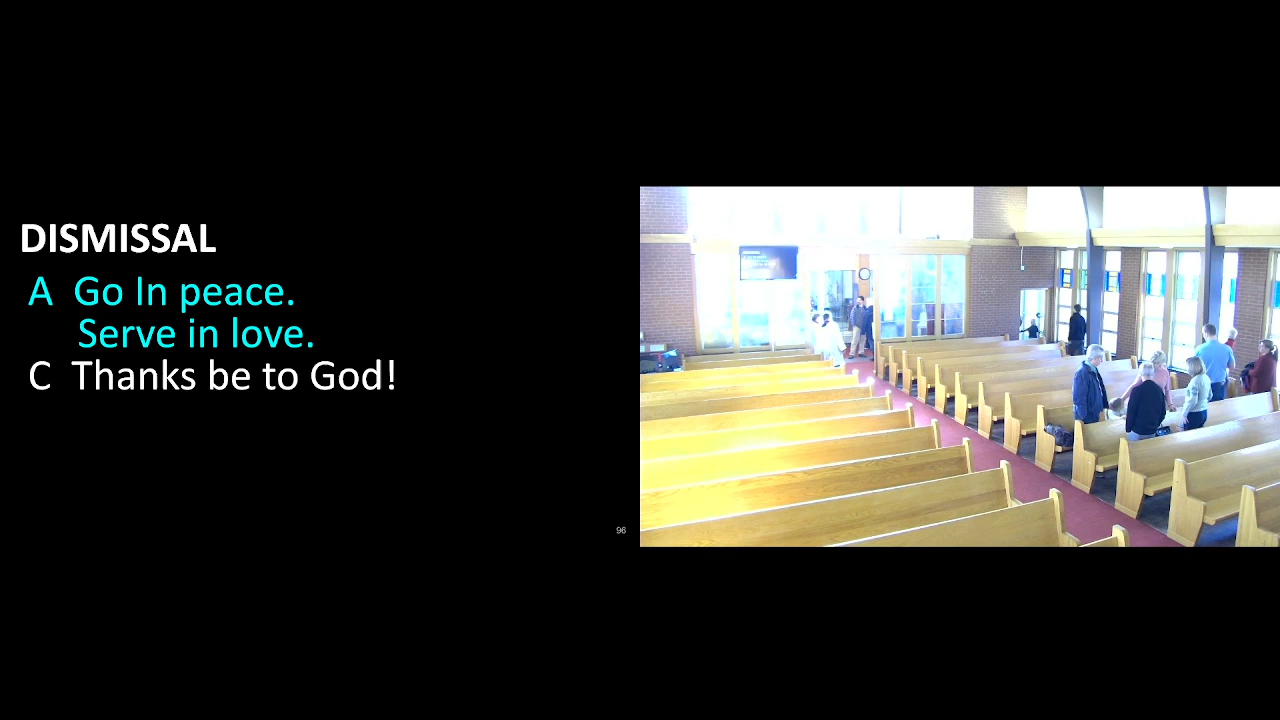 DISMISSAL
A Go In peace.
Serve in love.
C Thanks be to God!
96